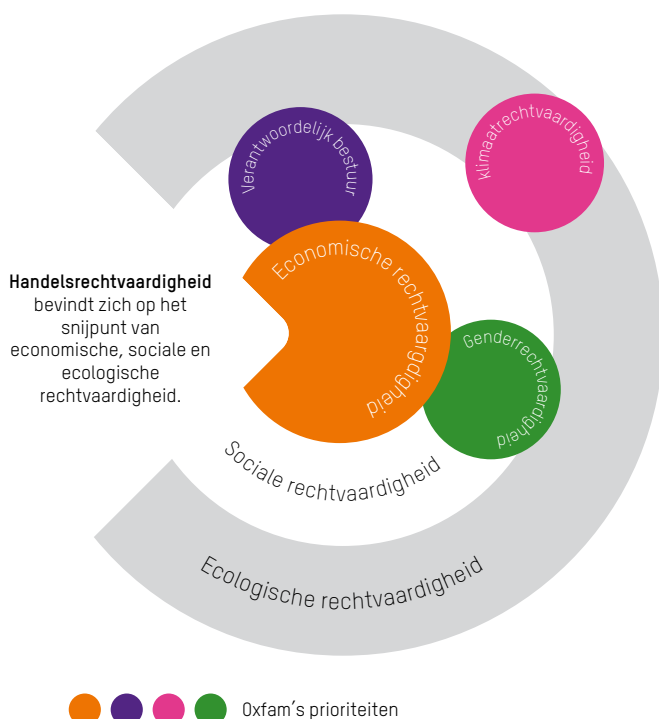 Verantwoordelijk bestuur
klimaatrechtvaardigheid
Economische rechtvaargdigheid
Handelsrechtvaardigheid
bevindt zich op het
snijpunt van
economische, sociale en
ecologische
rechtvaardigheid.
Genderrechtvaardigheid
Sociale rechtvaardigheid
Ecologische rechtvaardigheid
Oxfam's prioriteiten